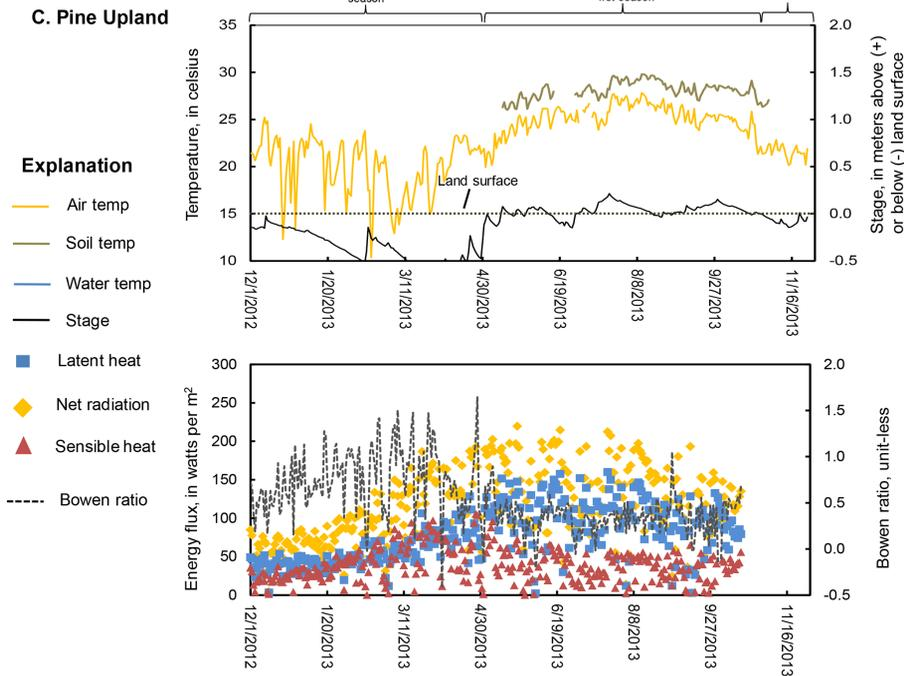 season
wet season
C. Pine Upland
35
30
25
20
15
10
Temperature, in celsius
2.0
1.5
1.0
0.5
0.0
-0.5
Stage, in meters above (+)
or below (-) land surface
Land surface
12/1/2012
1/20/2013
3/11/2013
4/30/2013
6/19/2013
8/8/2013
9/27/2013
11/16/2013
Explanation
Air temp
Soil temp
Water temp
Stage
Latent heat
Net radiation
Sensible heat
Bowen ratio
300
250
200
150
100
50
0
Energy flux, in watts per m²
2.0
1.5
1.0
0.5
0.0
-0.5
Bowen ratio, unit-less
12/1/2012
1/20/2013
3/11/2013
4/30/2013
6/19/2013
8/8/2013
9/27/2013
11/16/2013